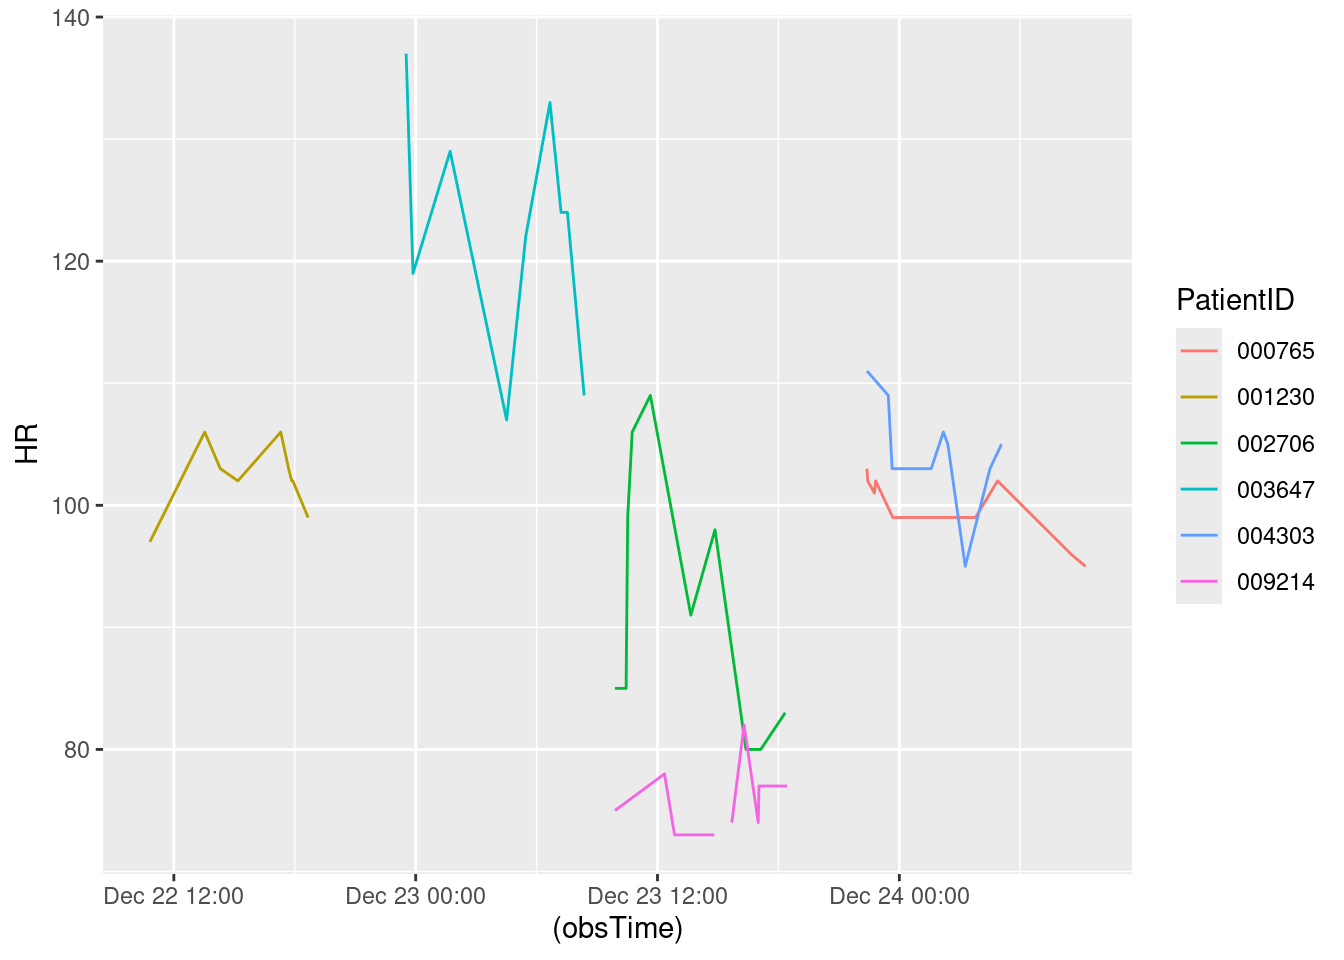 140
120
100
80
HR
Dec 22 12:00
Dec 23 00:00
Dec 23 12:00
Dec 24 00:00
(obsTime)
PatientID
000765
001230
002706
003647
004303
009214